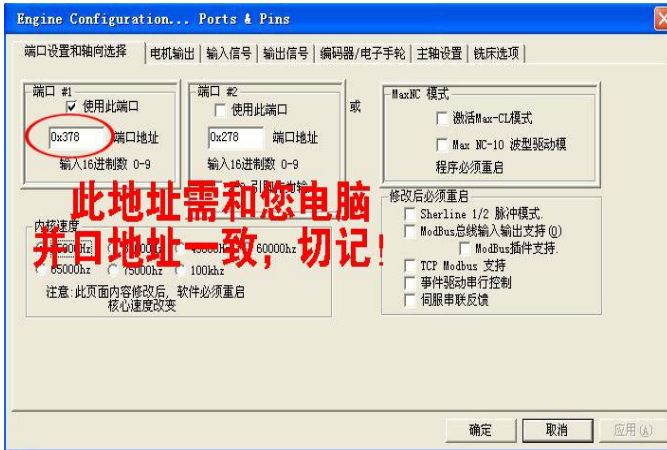 Engine Configuration... Ports & Pins
端口设置和轴向选择 电机输出 输入信号 输出信号 编码器/电子手轮 主轴设置 铣床选项
端口 #1
使用此端口
0x378 端口地址
输入16进制数 0-9
端口 #2
使用此端口
0x278 端口地址
输入16进制数 0-9
或
MaxNC 模式
激活Max-CL模式
Max NC-10 波型驱动模
程序必须重启
此地址需和您电脑
并口地址一致，切记！
内核速度
60000hz
65000hz 75000hz 100khz
注意:此页面内容修改后, 软件必须重启
核心速度改变
修改后必须重启
Sherline 1/2 脉冲模式.
ModBus总线输入输出支持(Q)
ModBus插件支持.
TCP Modbus 支持
事件驱动串行控制
伺服串联反馈
确定 取消 应用(A)